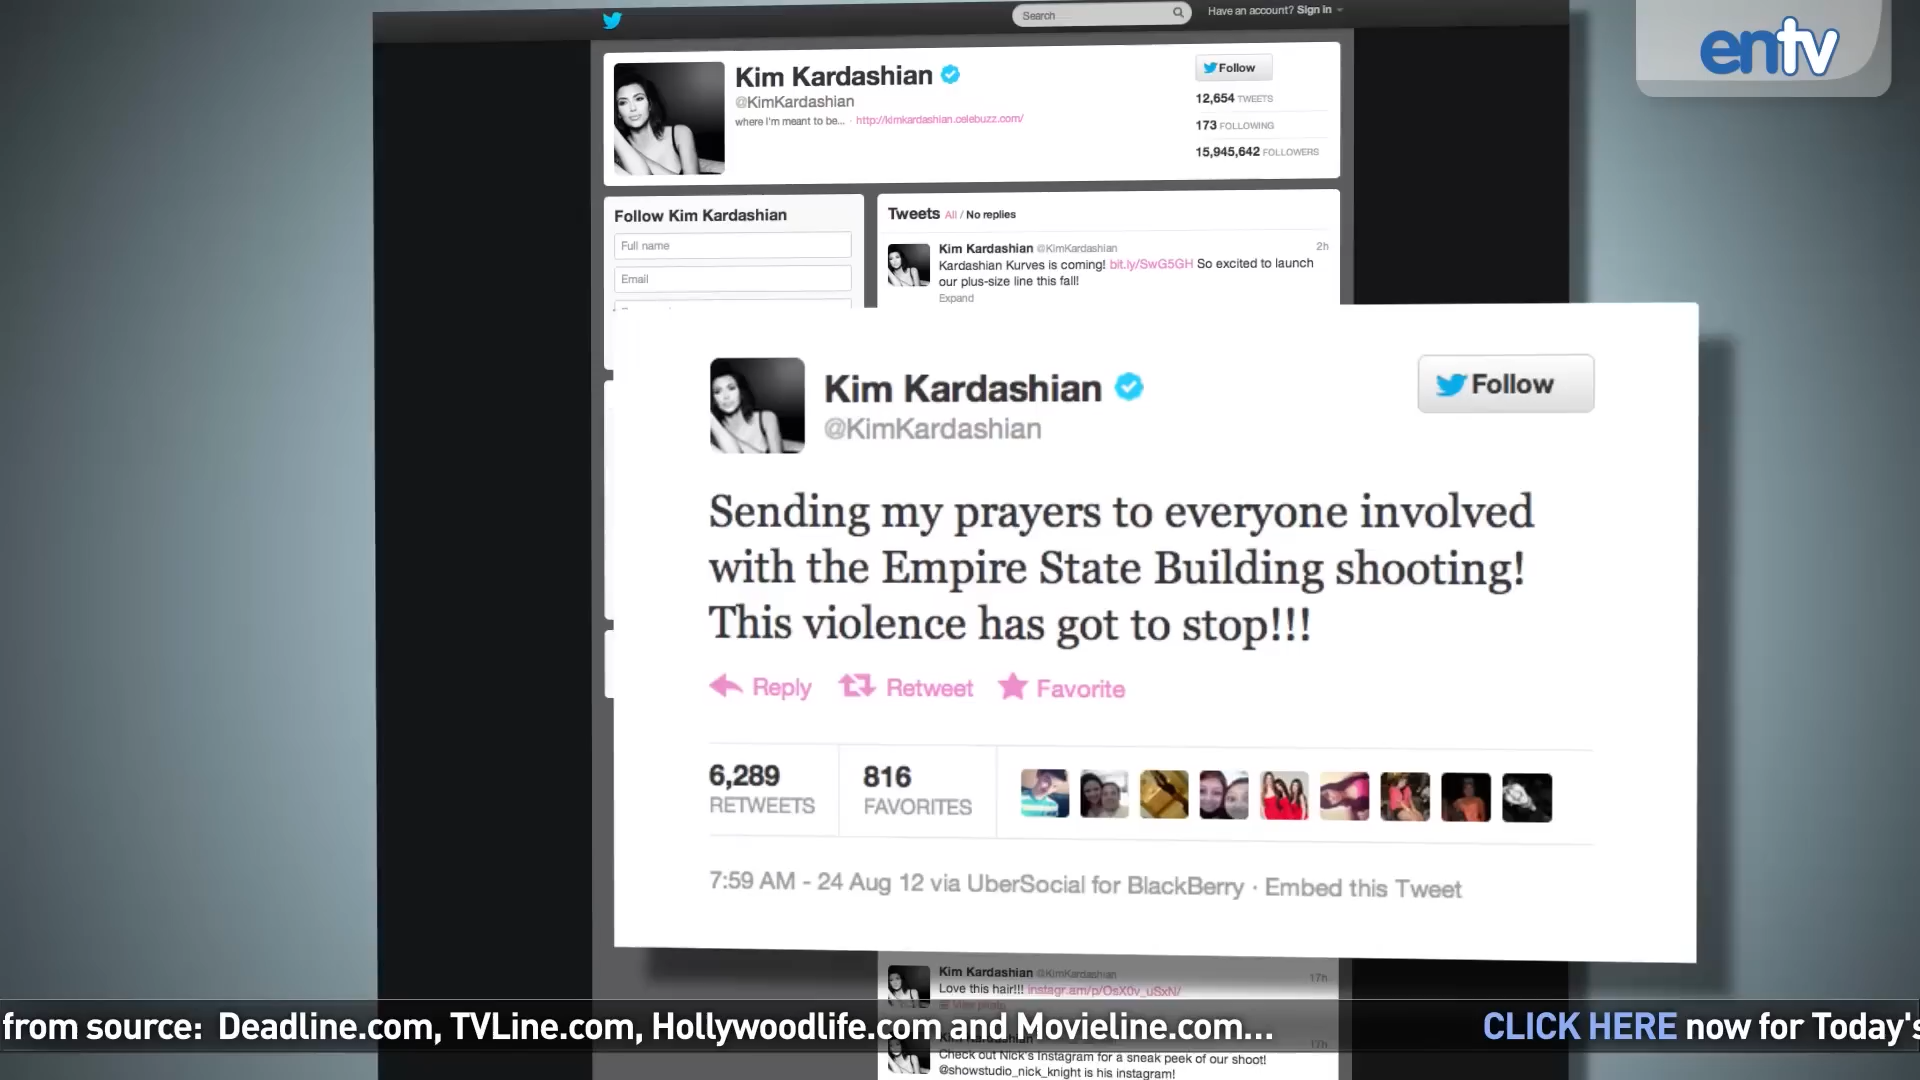 Search
Have an account? Sign in
entv
Kim Kardashian
@KimKardashian
where I'm meant to be... · http://kimkardashian.celebuzz.com/
Follow
12,654 TWEETS
173 FOLLOWING
15,945,642 FOLLOWERS
Follow Kim Kardashian
Full name
Email
Tweets All / No replies
Kim Kardashian @KimKardashian 2h
Kardashian Kurves is coming! bit.ly/SwG5GH So excited to launch
our plus-size line this fall!
Expand
Kim Kardashian
@KimKardashian
Follow
Sending my prayers to everyone involved
with the Empire State Building shooting!
This violence has got to stop!!!
Reply Retweet Favorite
6,289 RETWEETS
816 FAVORITES
7:59 AM - 24 Aug 12 via UberSocial for BlackBerry · Embed this Tweet
Kim Kardashian @KimKardashian 17h
Love this hair!!! instagr.am/p/OsX0v_uSxN/
View photo
from source: Deadline.com, TVLine.com, Hollywoodlife.com and Movieline.com... CLICK HERE now for Today's
Kim Kardashian 17h
Check out Nick's Instagram for a sneak peek of our shoot!
@showstudio_nick_knight is his instagram!